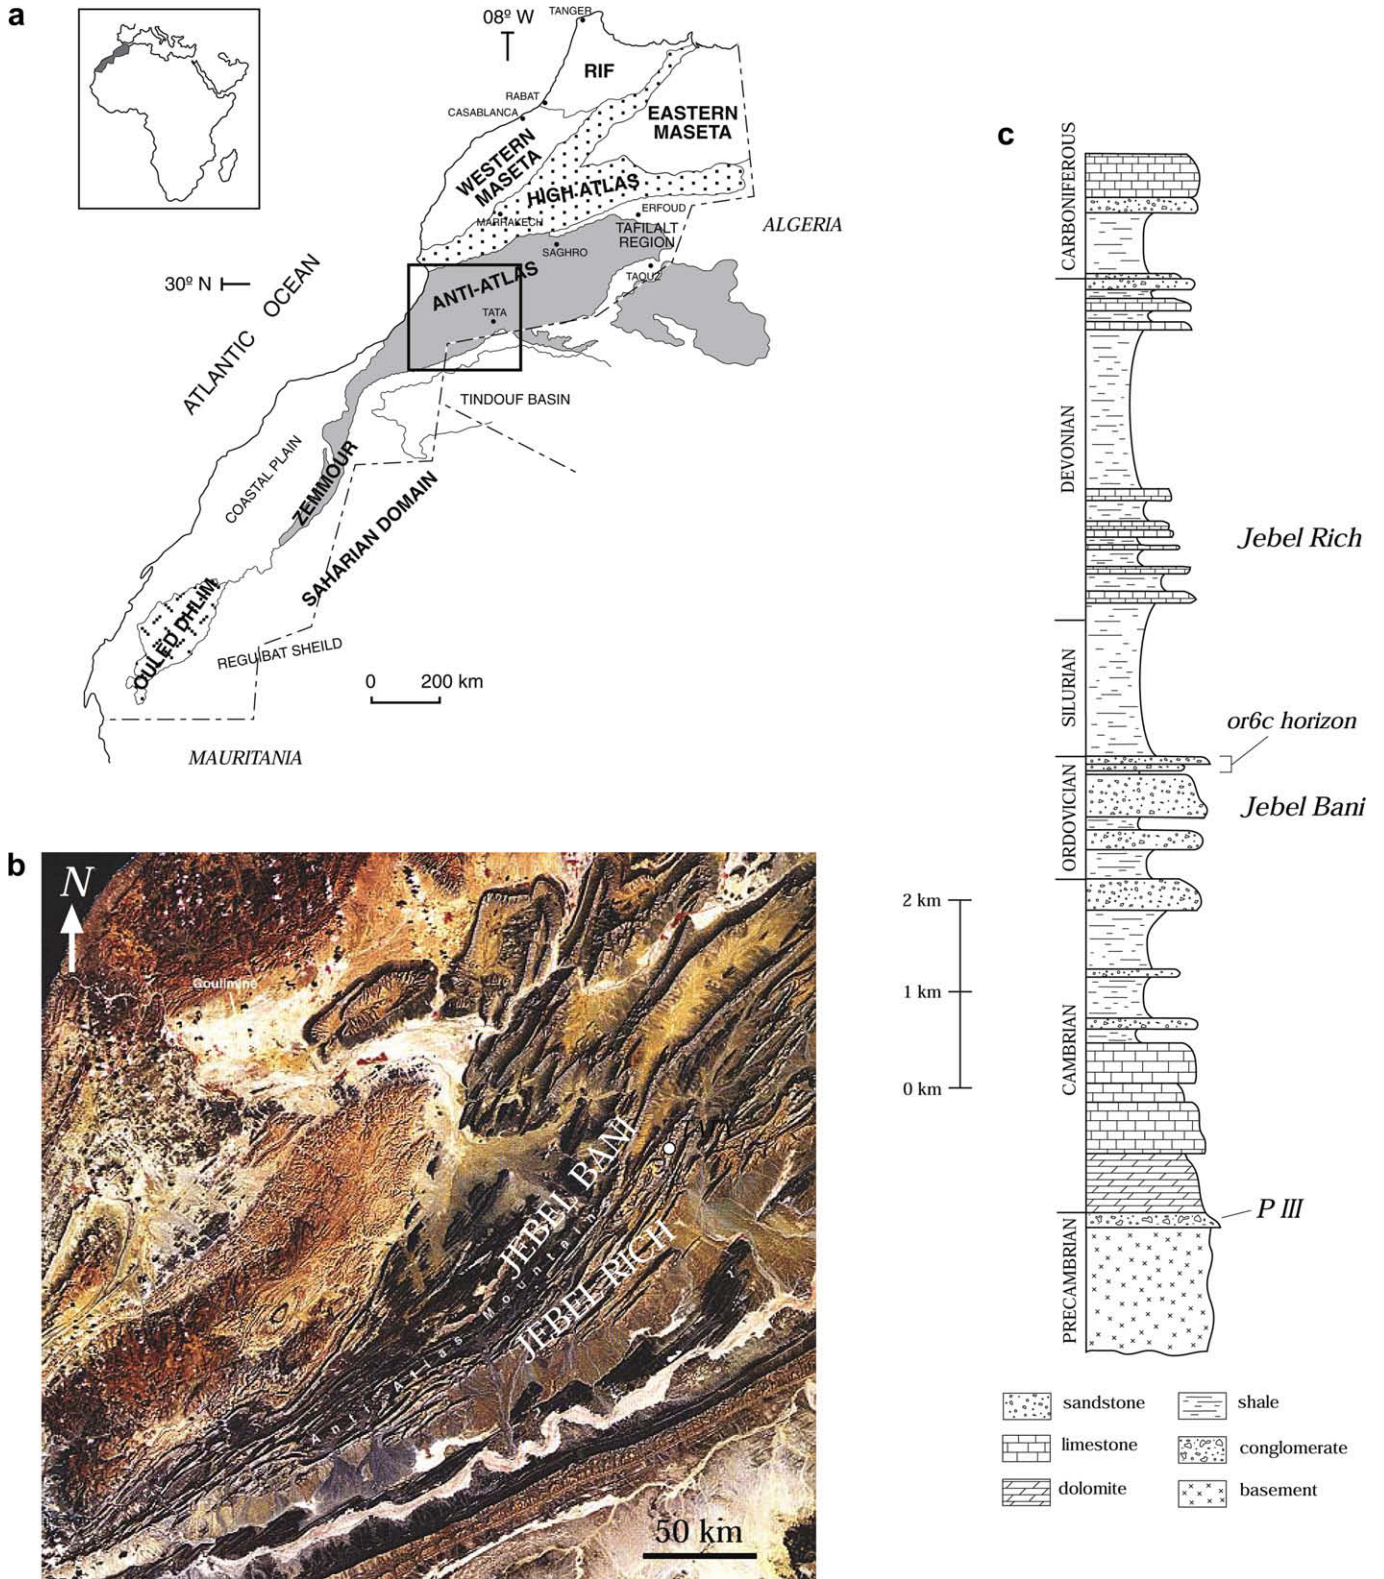 a
08º W
TANGER
RIF
RABAT
CASABLANCA
EASTERN
MASETA
WESTERN
MASETA
HIGH-ATLAS
MARRAKECH
ERFOUD
TAFILALT
REGION
ALGERIA
SAGHRO
TAOUZ
30º N
ANTI-ATLAS
TATA
ATLANTIC OCEAN
TINDOUF BASIN
COASTAL PLAIN
ZEMMOUR
SAHARIAN DOMAIN
OULED DHLIM
REGUIBAT SHEILD
0 200 km
MAURITANIA
b
N
Goulimine
TATA
JEBEL BANI
JEBEL RICH
Anti-Atlas Mountain
50 km
c
CARBONIFEROUS
DEVONIAN
Jebel Rich
SILURIAN
or6c horizon
ORDOVICIAN
Jebel Bani
2 km
1 km
0 km
CAMBRIAN
P III
PRECAMBRIAN
sandstone
shale
limestone
conglomerate
dolomite
basement